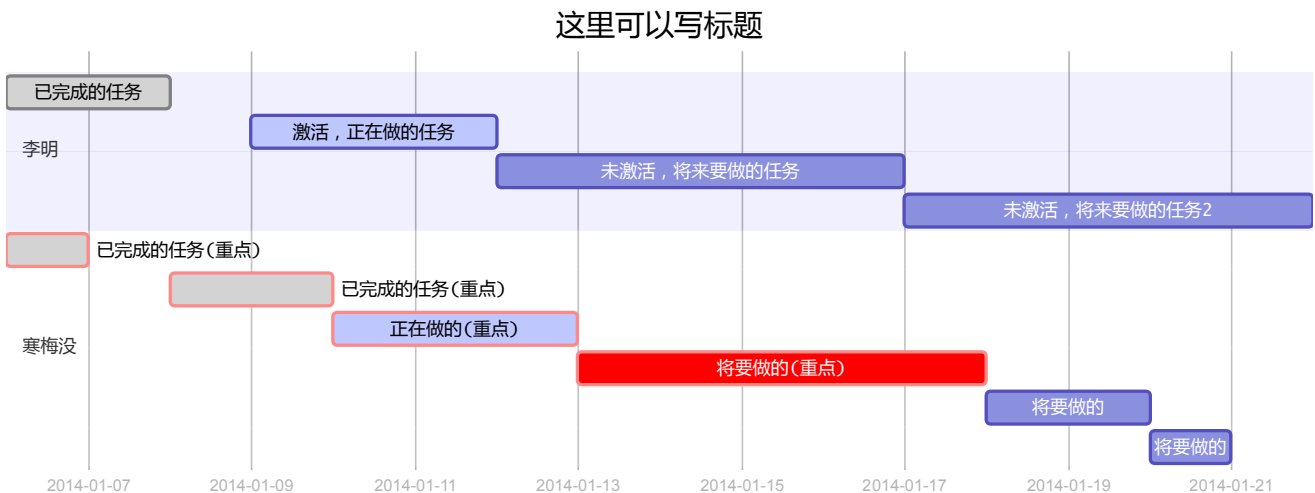 这里可以写标题
已完成的任务
激活，正在做的任务
李明
未激活，将来要做的任务
未激活，将来要做的任务2
已完成的任务(重点)
已完成的任务(重点)
正在做的(重点)
寒梅没
将要做的(重点)
将要做的
将要做的
2014-01-07 2014-01-09 2014-01-11 2014-01-13 2014-01-15 2014-01-17 2014-01-19 2014-01-21